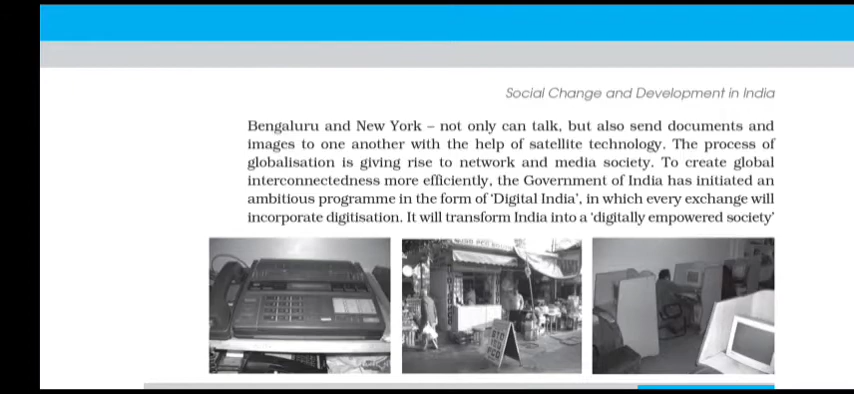 Social Change and Development in India
Bengaluru and New York – not only can talk, but also send documents and
images to one another with the help of satellite technology. The process of
globalisation is giving rise to network and media society. To create global
interconnectedness more efficiently, the Government of India has initiated an
ambitious programme in the form of ‘Digital India’, in which every exchange will
incorporate digitisation. It will transform India into a ‘digitally empowered society’
STD
ISD
PCO